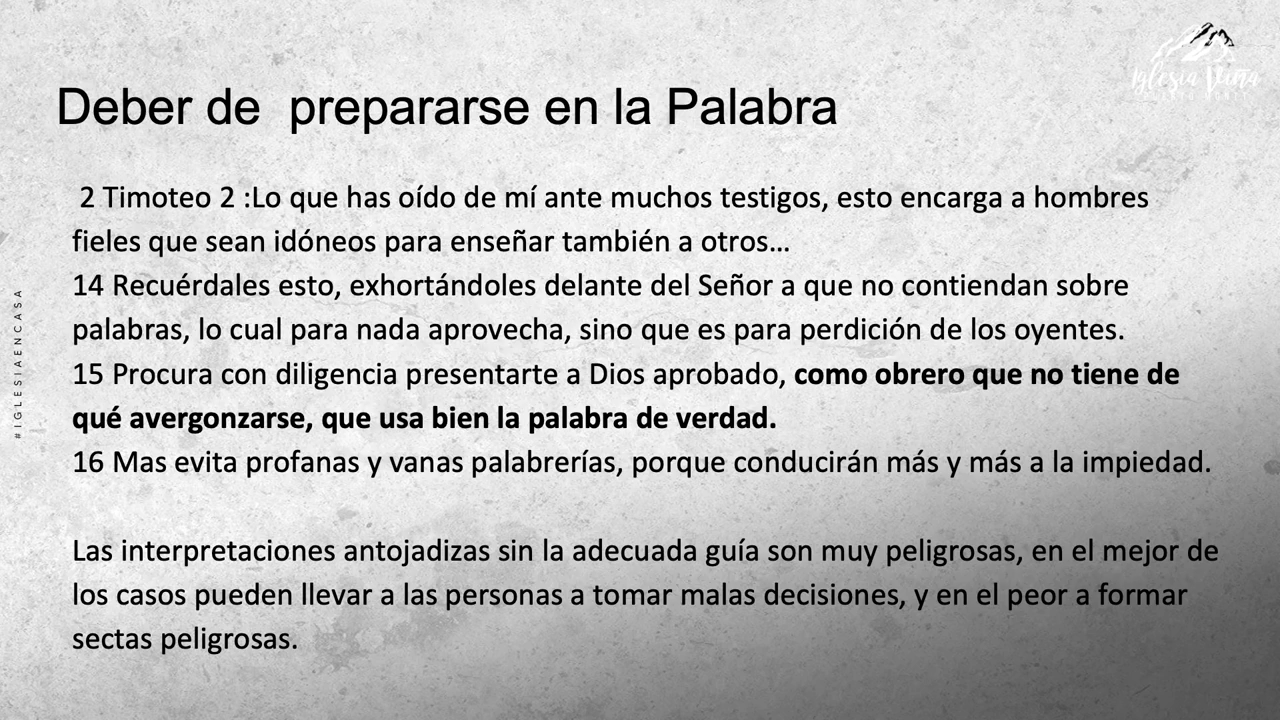 Iglesia Viña
Deber de  prepararse en la Palabra
2 Timoteo 2 :Lo que has oído de mí ante muchos testigos, esto encarga a hombres
fieles que sean idóneos para enseñar también a otros...
14 Recuérdales esto, exhortándoles delante del Señor a que no contiendan sobre
palabras, lo cual para nada aprovecha, sino que es para perdición de los oyentes.
15 Procura con diligencia presentarte a Dios aprobado, como obrero que no tiene de
qué avergonzarse, que usa bien la palabra de verdad.
16 Mas evita profanas y vanas palabrerías, porque conducirán más y más a la impiedad.
Las interpretaciones antojadizas sin la adecuada guía son muy peligrosas, en el mejor de
los casos pueden llevar a las personas a tomar malas decisiones, y en el peor a formar
sectas peligrosas.
#IGLESIAENCASA